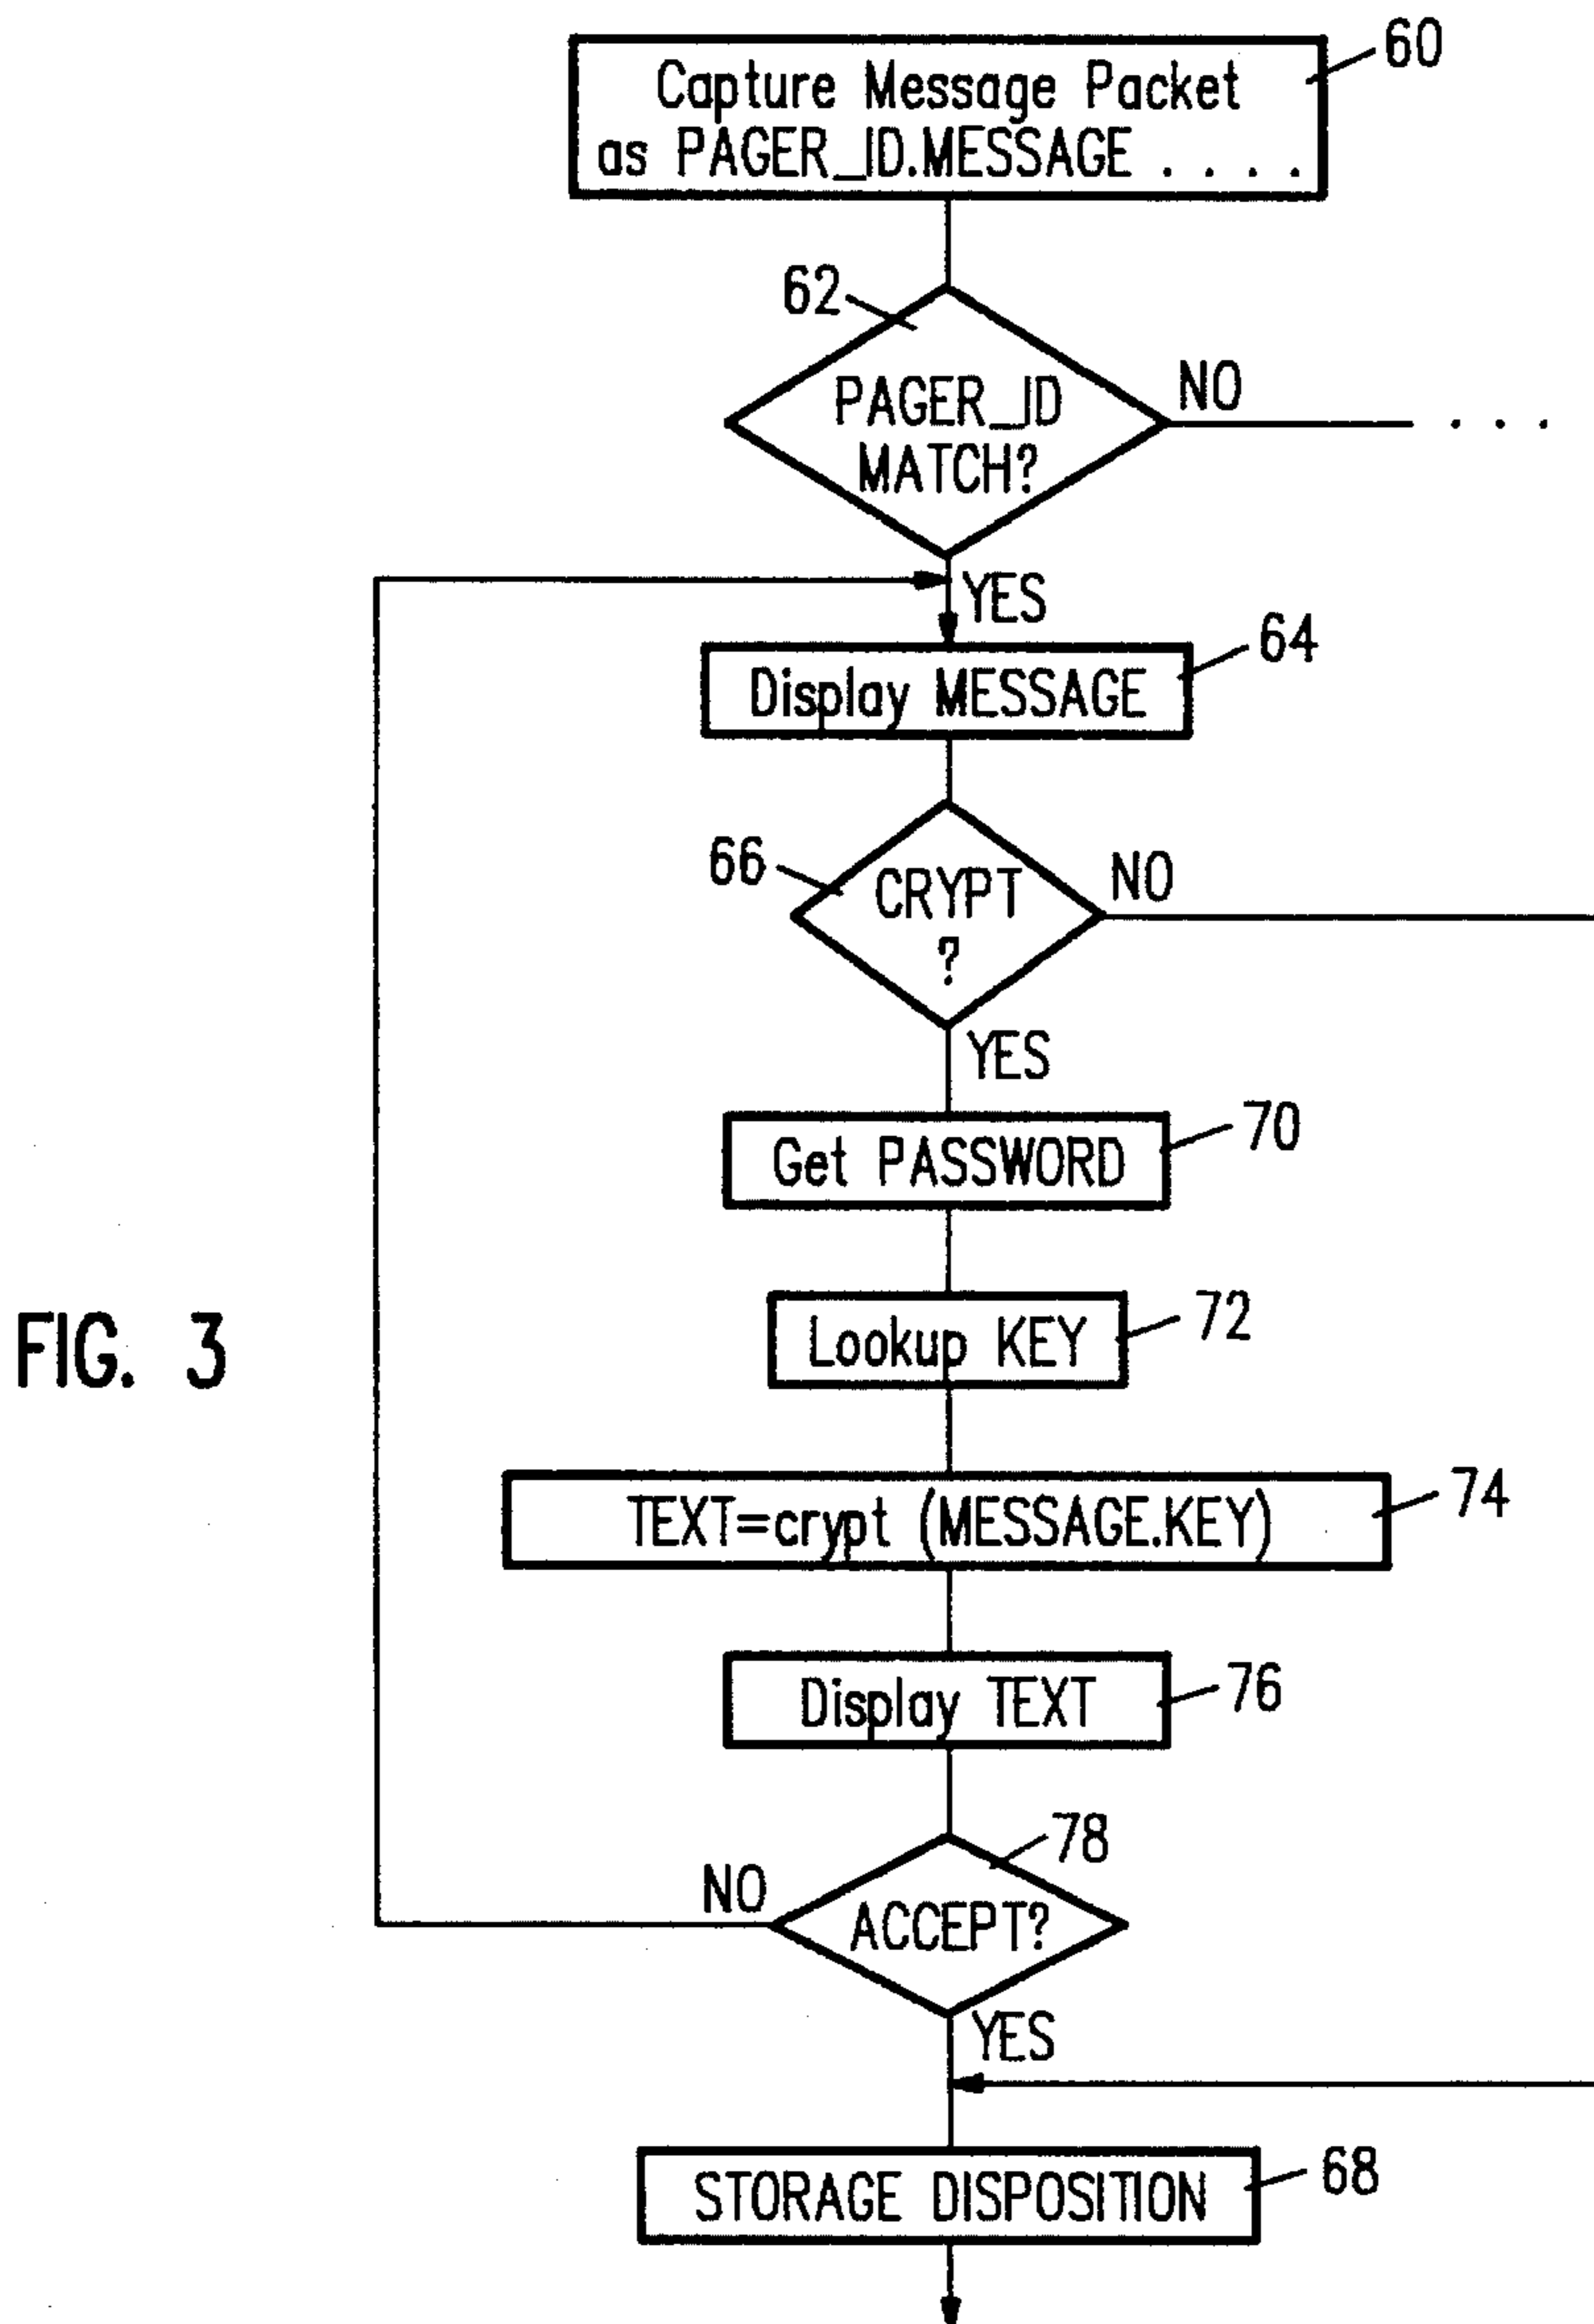 60
Capture Message Packet
as PAGER_ID.MESSAGE . . . .
62
PAGER_ID
MATCH?
NO
. . .
YES
64
Display MESSAGE
66
CRYPT
?
NO
YES
70
Get PASSWORD
72
Lookup KEY
FIG. 3
74
TEXT=crypt (MESSAGE.KEY)
76
Display TEXT
78
NO
ACCEPT?
YES
68
STORAGE DISPOSITION